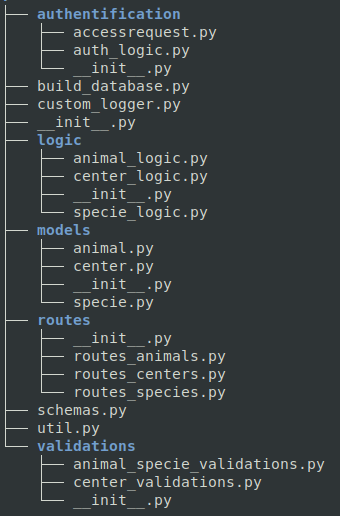 authentification
accessrequest.py
auth_logic.py
__init__.py
build_database.py
custom_logger.py
__init__.py
logic
animal_logic.py
center_logic.py
__init__.py
specie_logic.py
models
animal.py
center.py
__init__.py
specie.py
routes
__init__.py
routes_animals.py
routes_centers.py
routes_species.py
schemas.py
util.py
validations
animal_specie_validations.py
center_validations.py
__init__.py